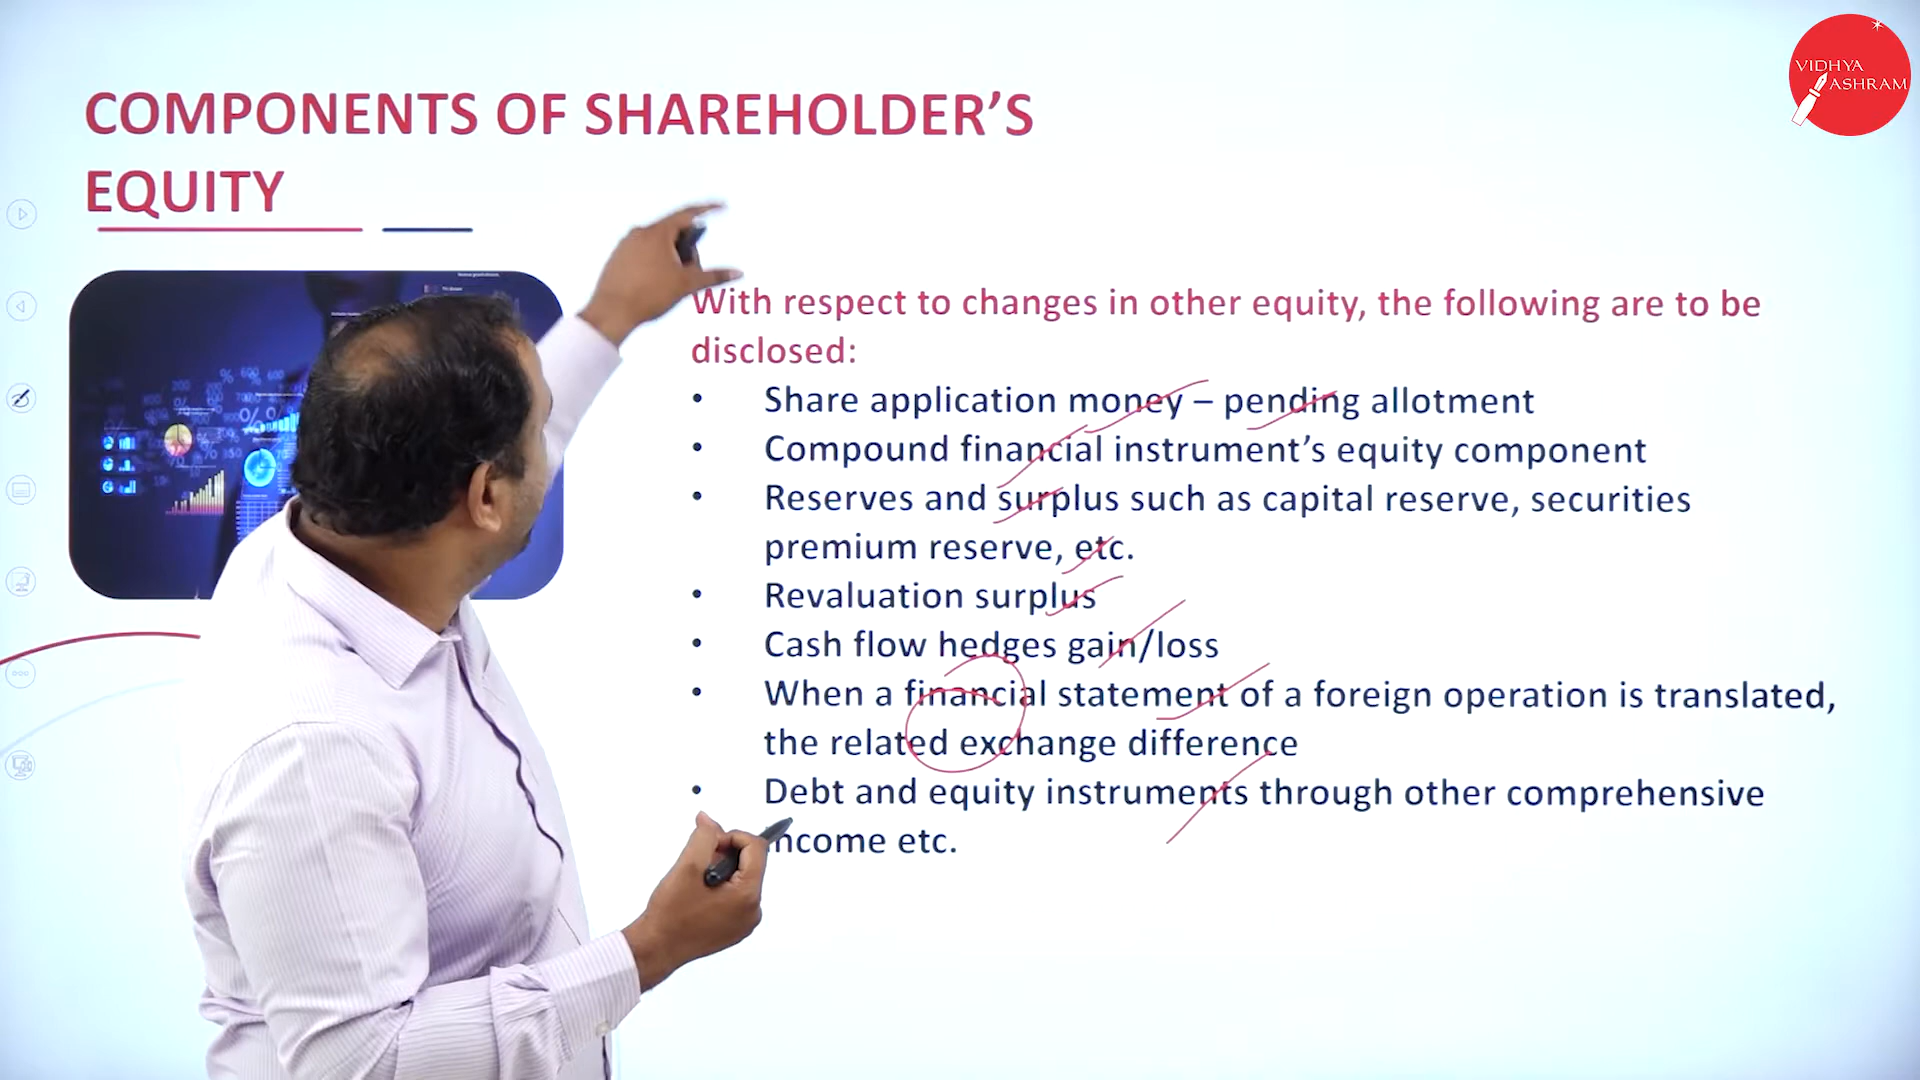 VIDHYA
ASHRAM
COMPONENTS OF SHAREHOLDER’S
EQUITY
With respect to changes in other equity, the following are to be
disclosed:
• Share application money – pending allotment
• Compound financial instrument’s equity component
• Reserves and surplus such as capital reserve, securities
premium reserve, etc.
• Revaluation surplus
• Cash flow hedges gain/loss
• When a financial statement of a foreign operation is translated,
the related exchange difference
• Debt and equity instruments through other comprehensive
income etc.